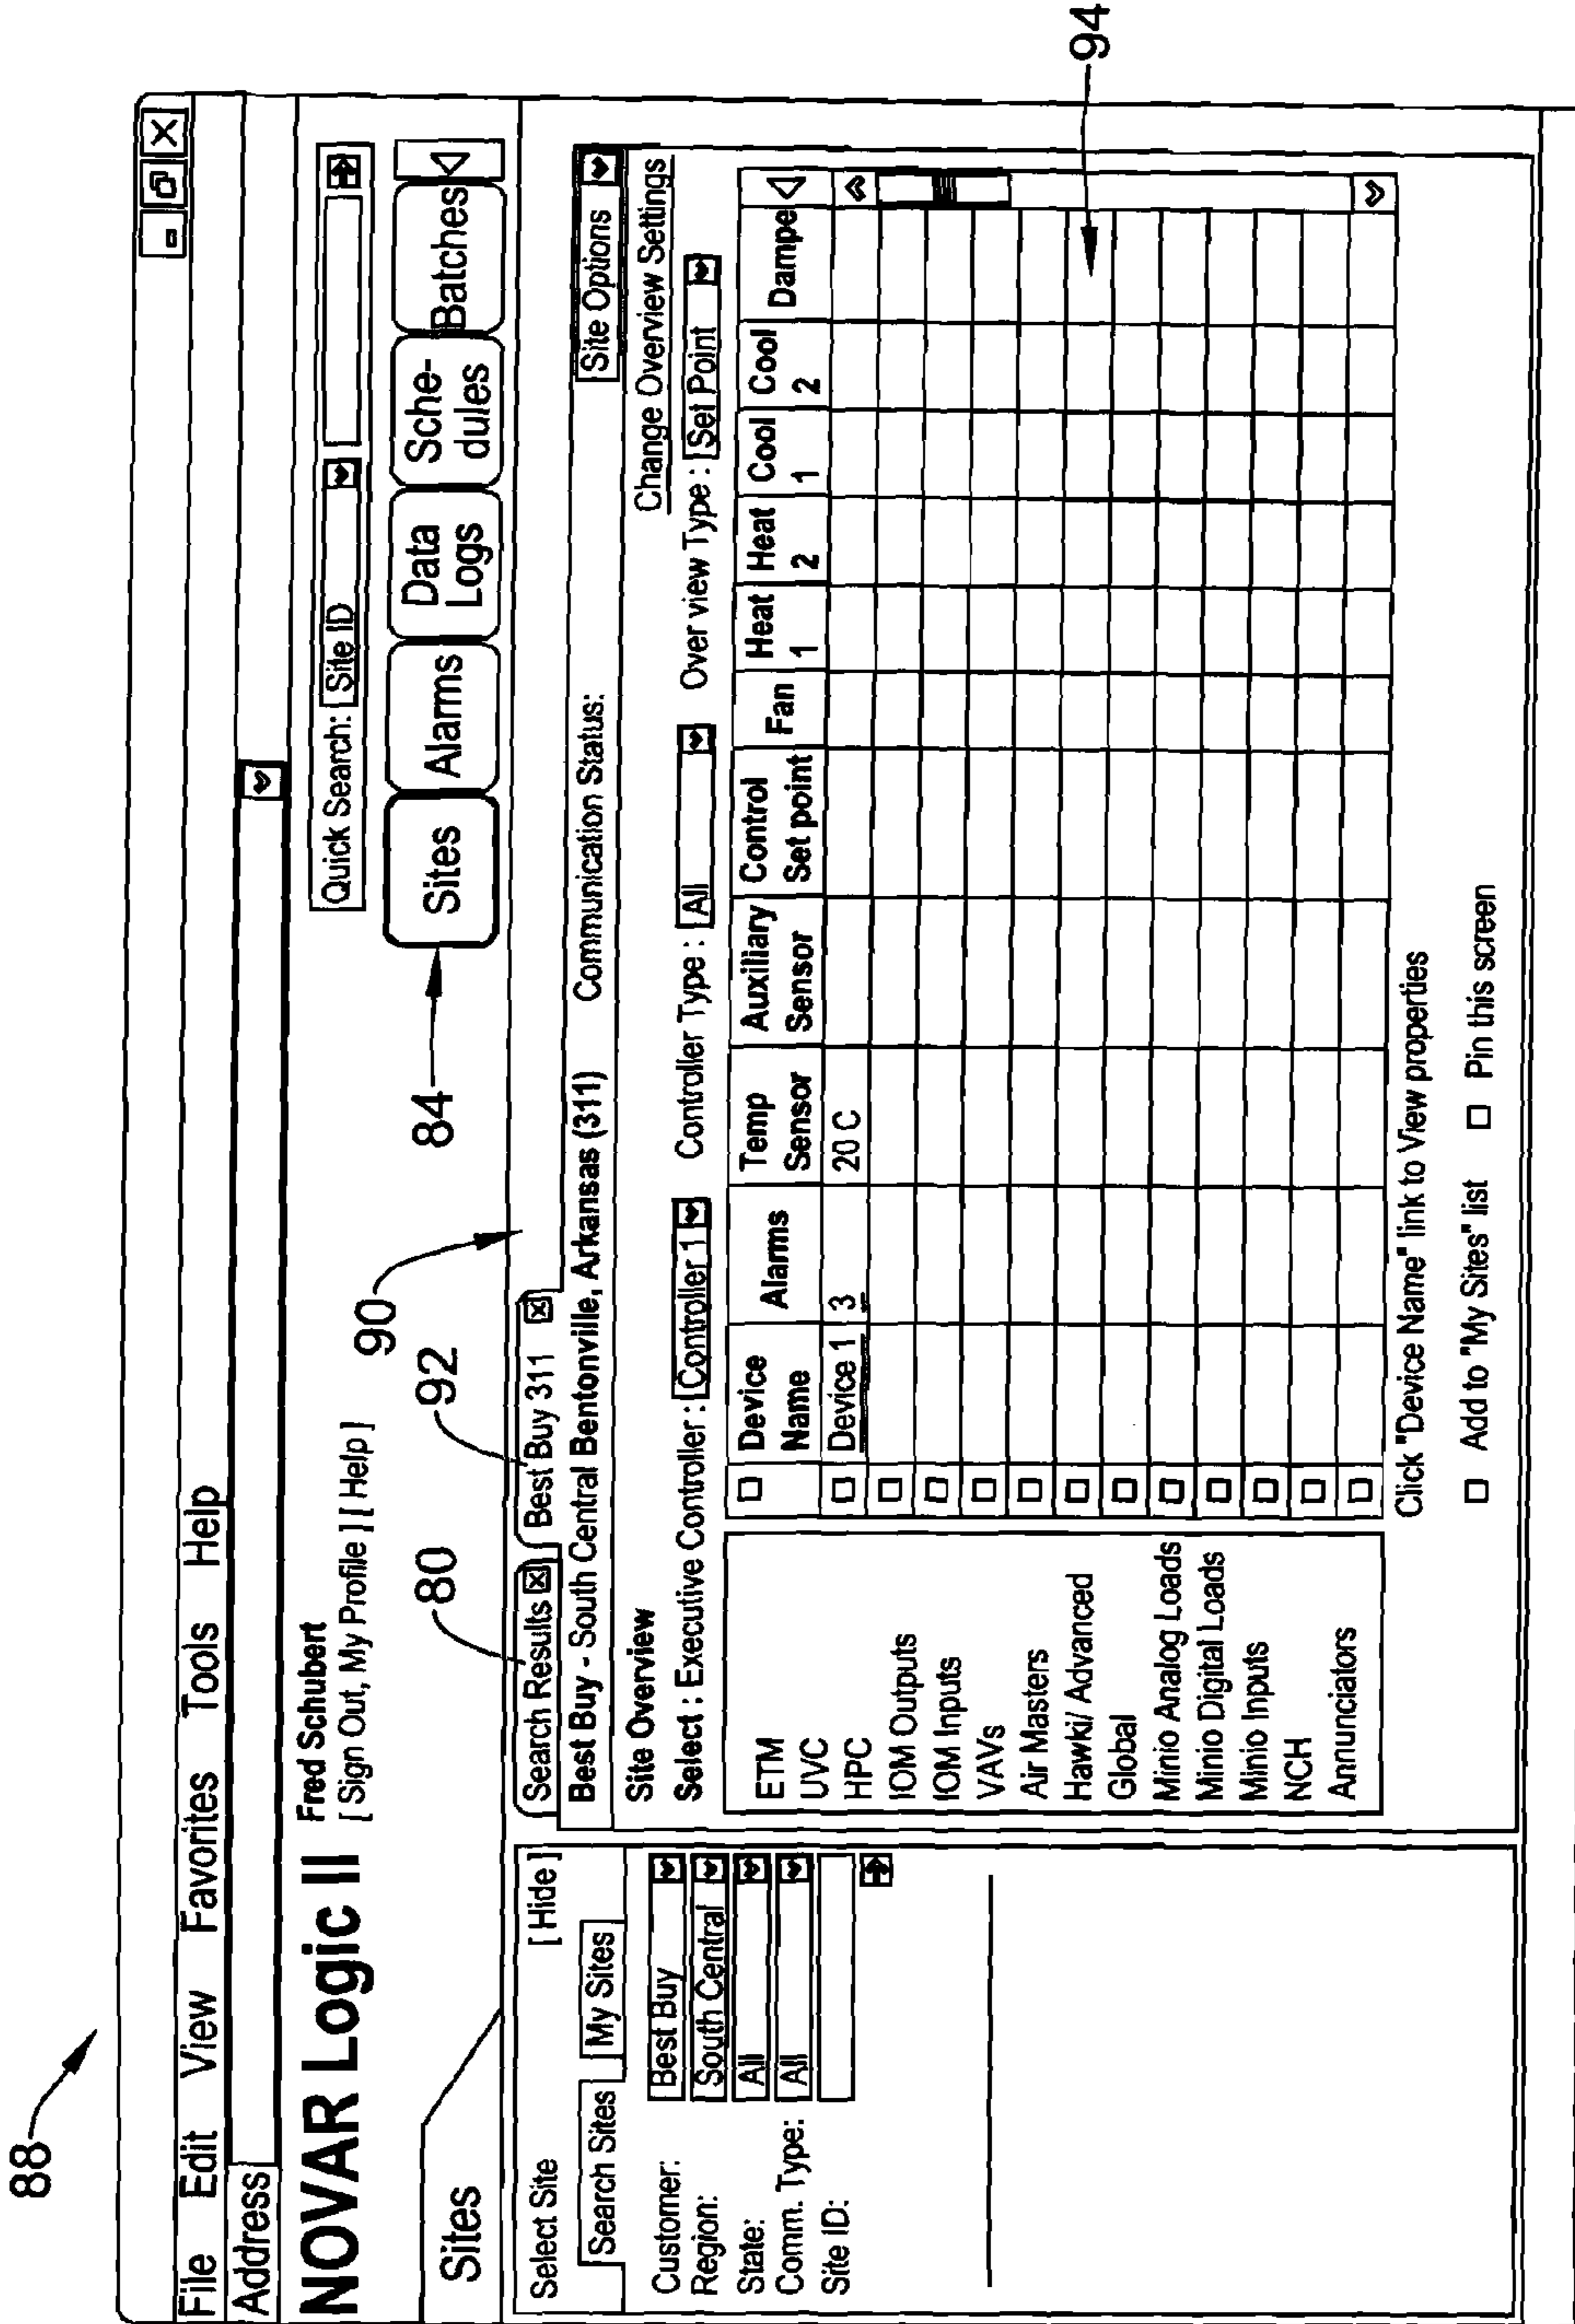 88
File Edit View Favorites Tools Help
Address
NOVAR Logic II
Fred Schubert
[ Sign Out, My Profile ] [ Help ]
Quick Search: Site ID
Sites
84
Sites
Alarms
Data Logs
Sche-
dules
Batches
80
92
90
Select Site [ Hide ]
Search Sites My Sites
Customer: Best Buy
Region: South Central
State: All
Comm. Type: All
Site ID:
Search Results Best Buy 311
Best Buy - South Central Bentonville, Arkansas (311) Communication Status: Site Options
Site Overview Change Overview Settings
Select : Executive Controller : Controller 1 Controller Type : All Over view Type : Set Point
ETM
UVC
HPC
IOM Outputs
IOM Inputs
VAVs
Air Masters
Hawki/ Advanced
Global
Minio Analog Loads
Minio Digital Loads
Minio Inputs
NCH
Annunciators
Device Name Alarms Temp Sensor Auxiliary Sensor Control Set point Fan Heat 1 Heat 2 Cool 1 Cool 2 Dampe
Device 1 3 20 C
94
Click "Device Name" link to View properties
Add to "My Sites" list Pin this screen